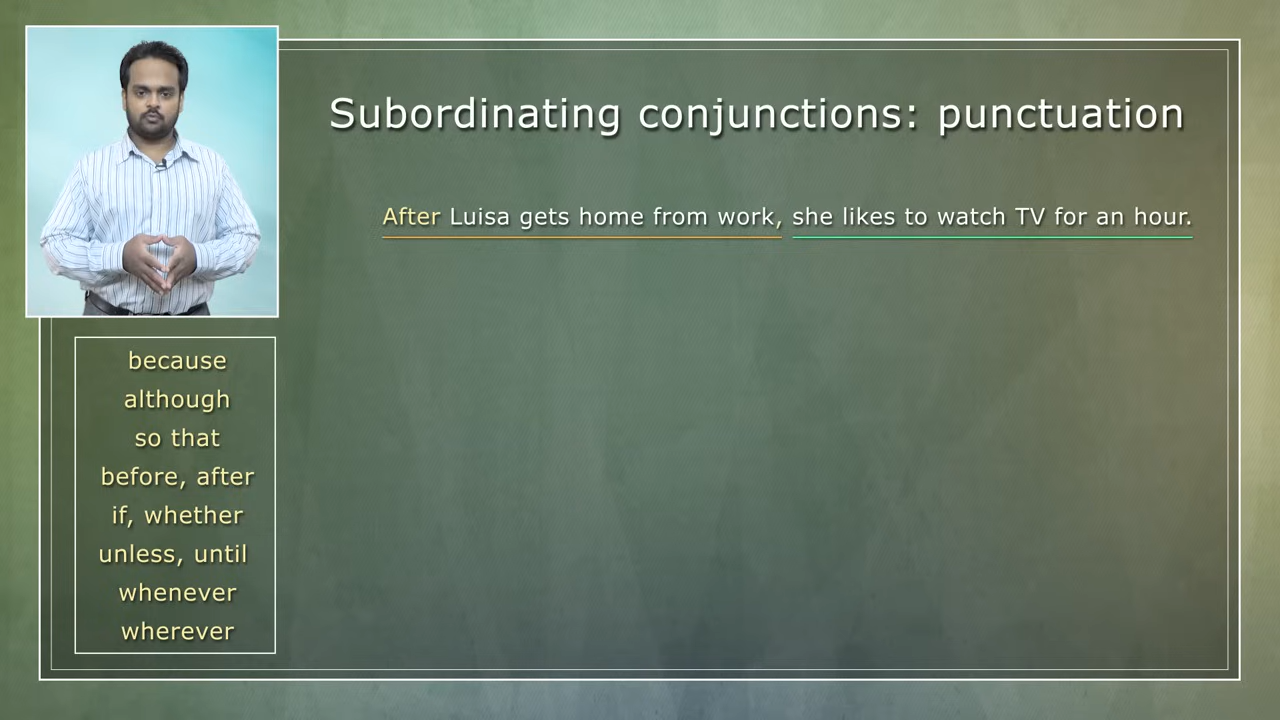 Subordinating conjunctions: punctuation
After Luisa gets home from work, she likes to watch TV for an hour.
because
although
so that
before, after
if, whether
unless, until
whenever
wherever